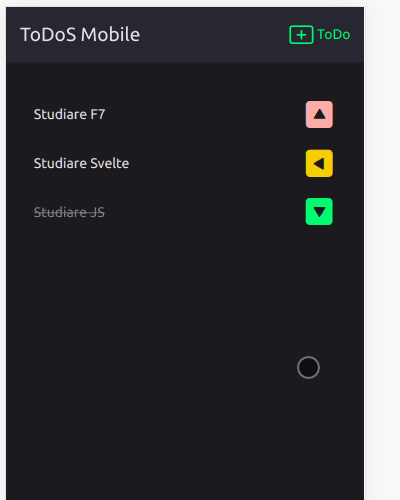 ToDoS Mobile
ToDo
Studiare F7
Studiare Svelte
Studiare JS